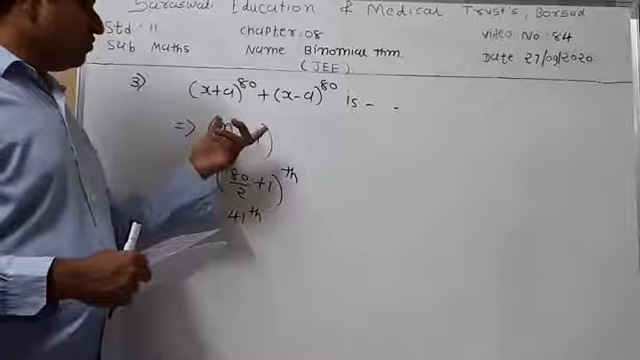 Saraswati Education & Medical Trust's, Borsad
Std : 11 chapter : 08 Video No : 84
Sub Maths Name Binomial thm. Date 27/09/2020
(JEE)
3) (x+a)^80 + (x-a)^80 is - -
=>
(80/2 + 1)^th
41^th